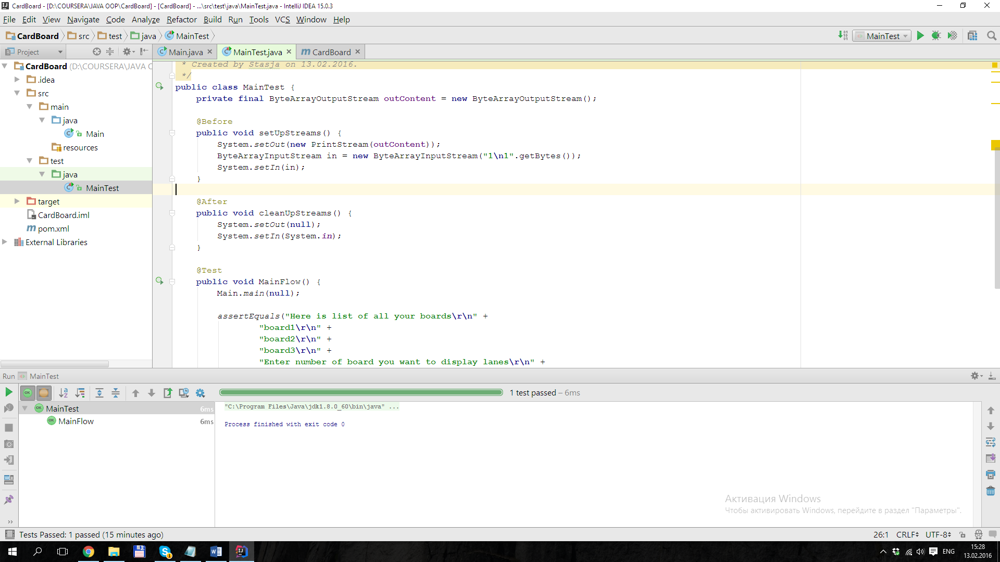 CardBoard - [D:\COURSERA\JAVA OOP\CardBoard] - [CardBoard] - ...\src\test\java\MainTest.java - IntelliJ IDEA 15.0.3
File Edit View Navigate Code Analyze Refactor Build Run Tools VCS Window Help
CardBoard src test java MainTest
MainTest
Project
Main.java MainTest.java CardBoard
CardBoard (D:\COURSERA\JAVA C
.idea
src
main
java
Main
resources
test
java
MainTest
target
CardBoard.iml
pom.xml
External Libraries
* Created by Stasja on 13.02.2016.
*/
public class MainTest {
private final ByteArrayOutputStream outContent = new ByteArrayOutputStream();
@Before
public void setUpStreams() {
System.setOut(new PrintStream(outContent));
ByteArrayInputStream in = new ByteArrayInputStream("1\n1".getBytes());
System.setIn(in);
}
@After
public void cleanUpStreams() {
System.setOut(null);
System.setIn(System.in);
}
@Test
public void MainFlow() {
Main.main(null);
assertEquals("Here is list of all your boards\r\n" +
"board1\r\n" +
"board2\r\n" +
"board3\r\n" +
"Enter number of board you want to display lanes\r\n" +
Run MainTest
1 test passed – 6ms
MainTest 6ms
MainFlow 6ms
"C:\Program Files\Java\jdk1.8.0_60\bin\java" ...
Process finished with exit code 0
Активация Windows
Чтобы активировать Windows, перейдите в раздел "Параметры".
Tests Passed: 1 passed (15 minutes ago)
26:1 CRLF UTF-8
ENG
15:28
13.02.2016